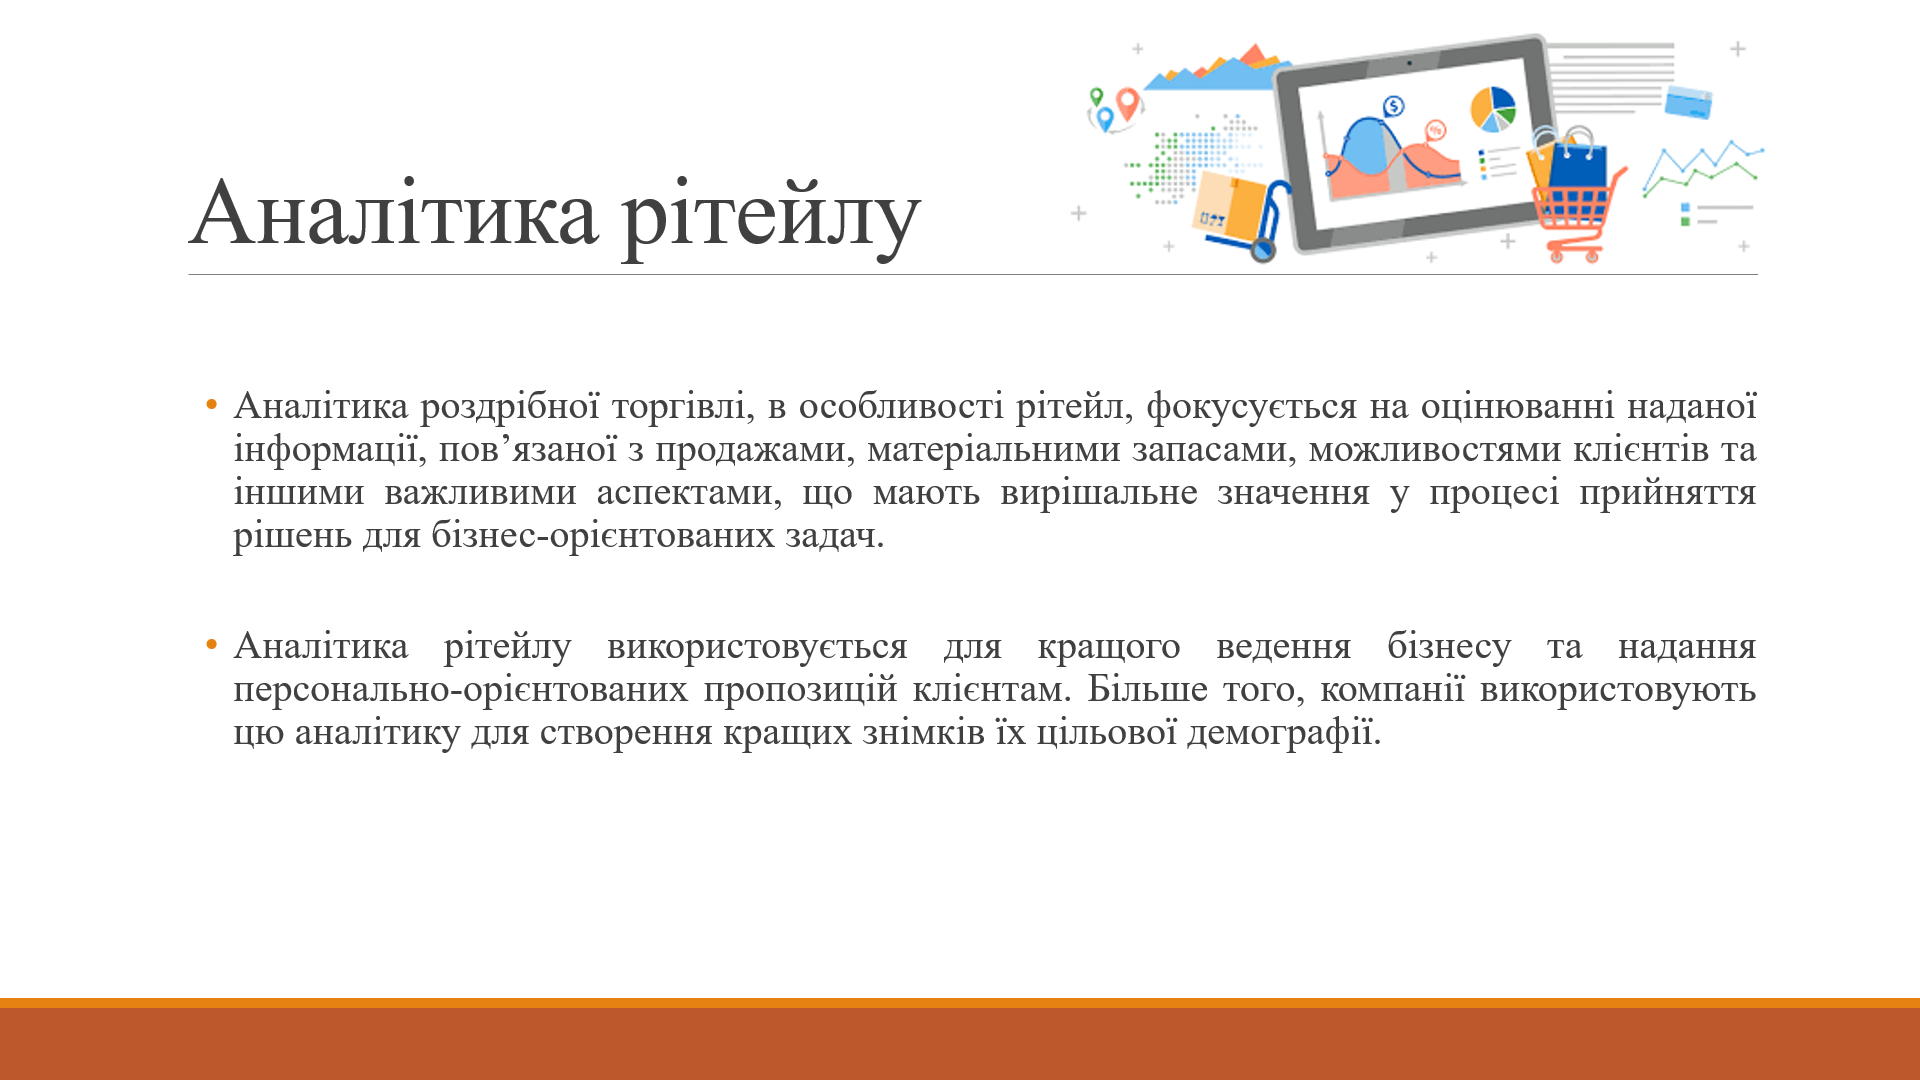 Аналітика рітейлу
$
%
• Аналітика роздрібної торгівлі, в особливості рітейл, фокусується на оцінюванні наданої
інформації, пов’язаної з продажами, матеріальними запасами, можливостями клієнтів та
іншими важливими аспектами, що мають вирішальне значення у процесі прийняття
рішень для бізнес-орієнтованих задач.
• Аналітика рітейлу використовується для кращого ведення бізнесу та надання
персонально-орієнтованих пропозицій клієнтам. Більше того, компанії використовують
цю аналітику для створення кращих знімків їх цільової демографії.